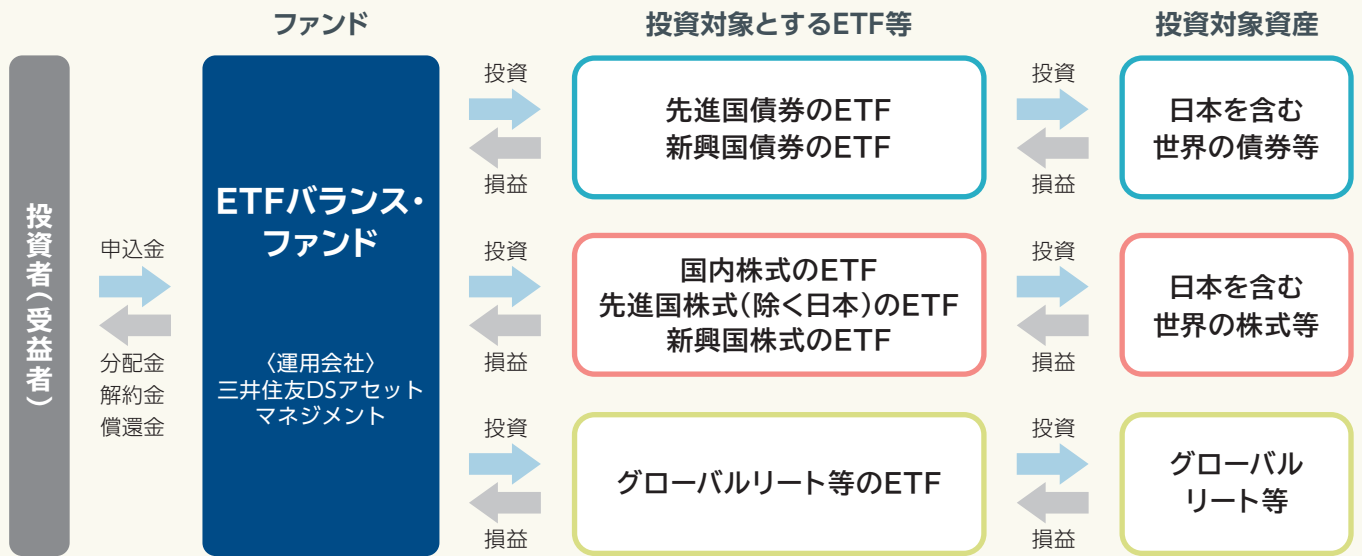 ファンド
投資対象とするETF等
投資対象資産
投資者(受益者)
申込金
分配金
解約金
償還金
ETFバランス・
ファンド
〈運用会社〉
三井住友DSアセット
マネジメント
投資
損益
先進国債券のETF
新興国債券のETF
投資
損益
日本を含む
世界の債券等
投資
損益
国内株式のETF
先進国株式(除く日本)のETF
新興国株式のETF
投資
損益
日本を含む
世界の株式等
投資
損益
グローバルリート等のETF
投資
損益
グローバル
リート等